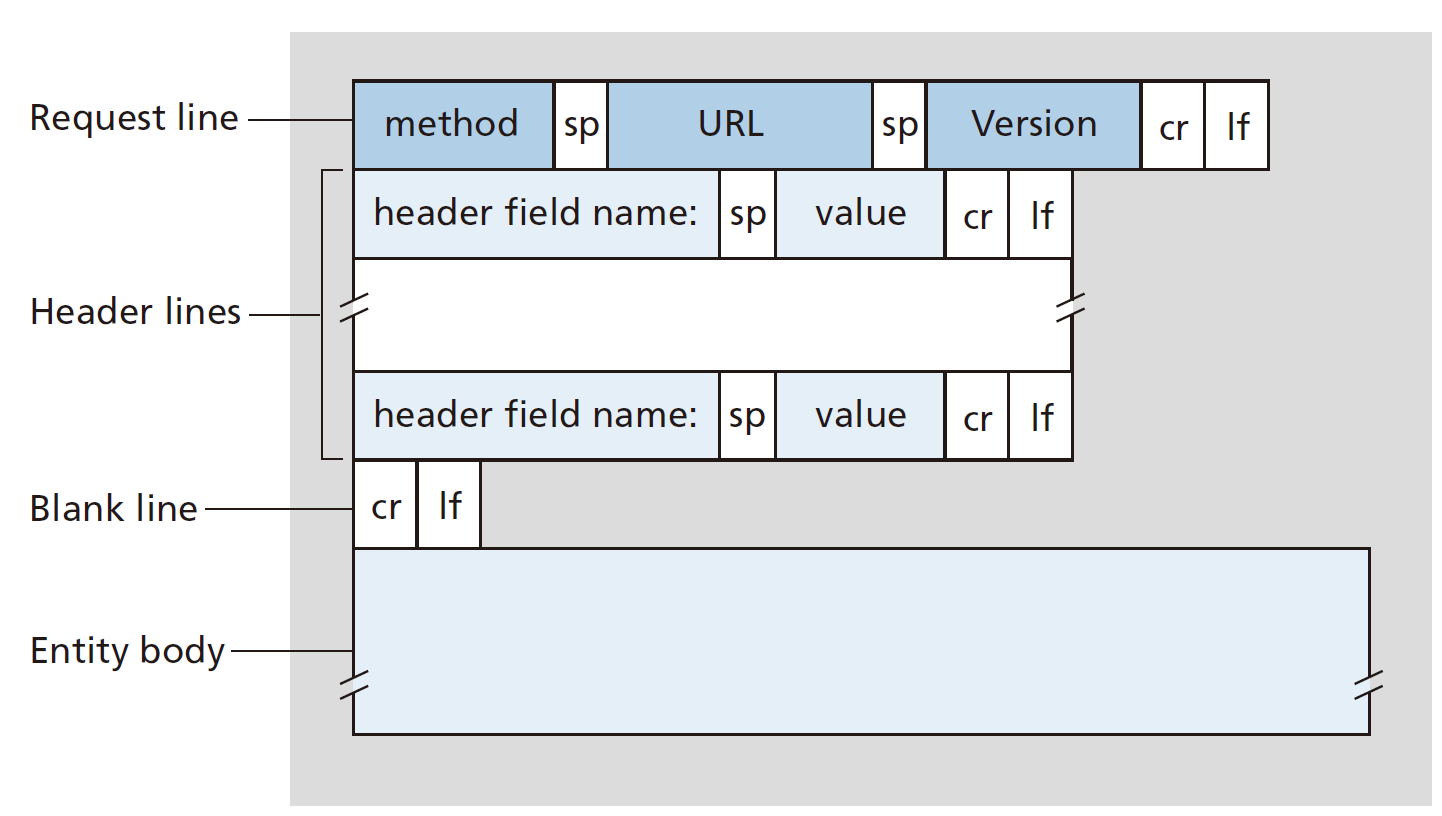 Request line
method sp URL sp Version cr lf
header field name: sp value cr lf
Header lines
header field name: sp value cr lf
Blank line
cr lf
Entity body